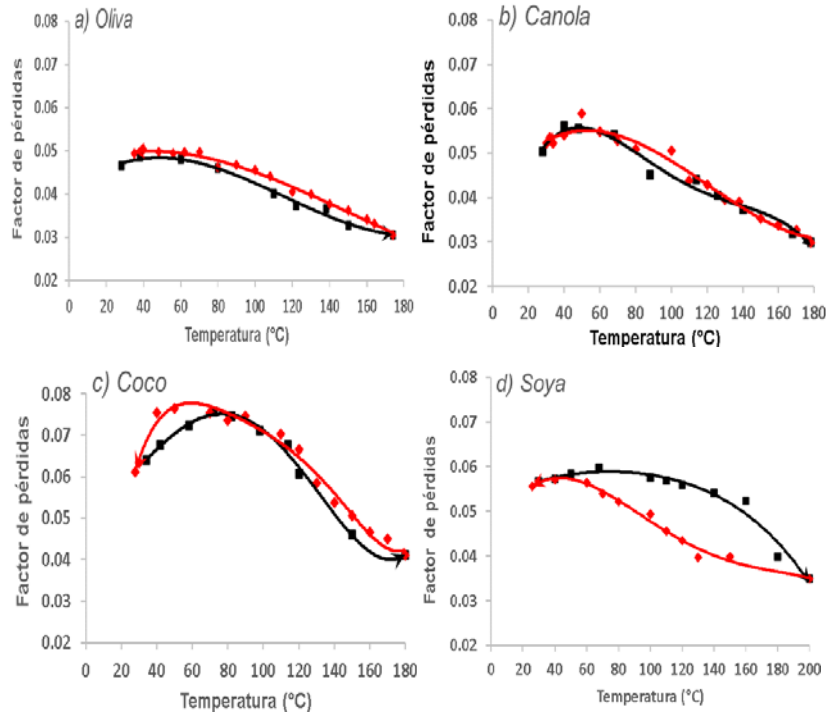 a) Oliva
Factor de pérdidas
0.08
0.07
0.06
0.05
0.04
0.03
0.02
0 20 40 60 80 100 120 140 160 180
Temperatura (°C)
b) Canola
Factor de pérdidas
0.08
0.07
0.06
0.05
0.04
0.03
0.02
0 20 40 60 80 100 120 140 160 180
Temperatura (°C)
c) Coco
Factor de pérdidas
0.08
0.07
0.06
0.05
0.04
0.03
0.02
0 20 40 60 80 100 120 140 160 180
Temperatura (°C)
d) Soya
Factor de pérdidas
0.08
0.07
0.06
0.05
0.04
0.03
0.02
0 20 40 60 80 100 120 140 160 180 200
Temperatura (°C)